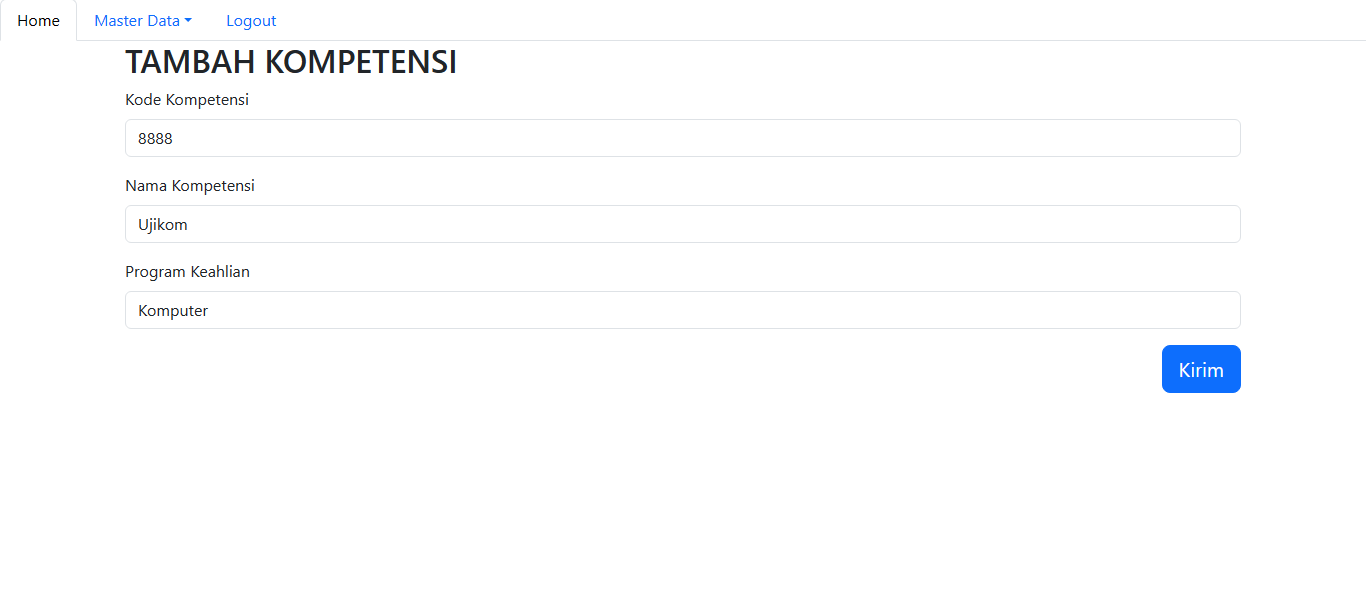 Home Master Data Logout
TAMBAH KOMPETENSI
Kode Kompetensi
8888
Nama Kompetensi
Ujikom
Program Keahlian
Komputer
Kirim